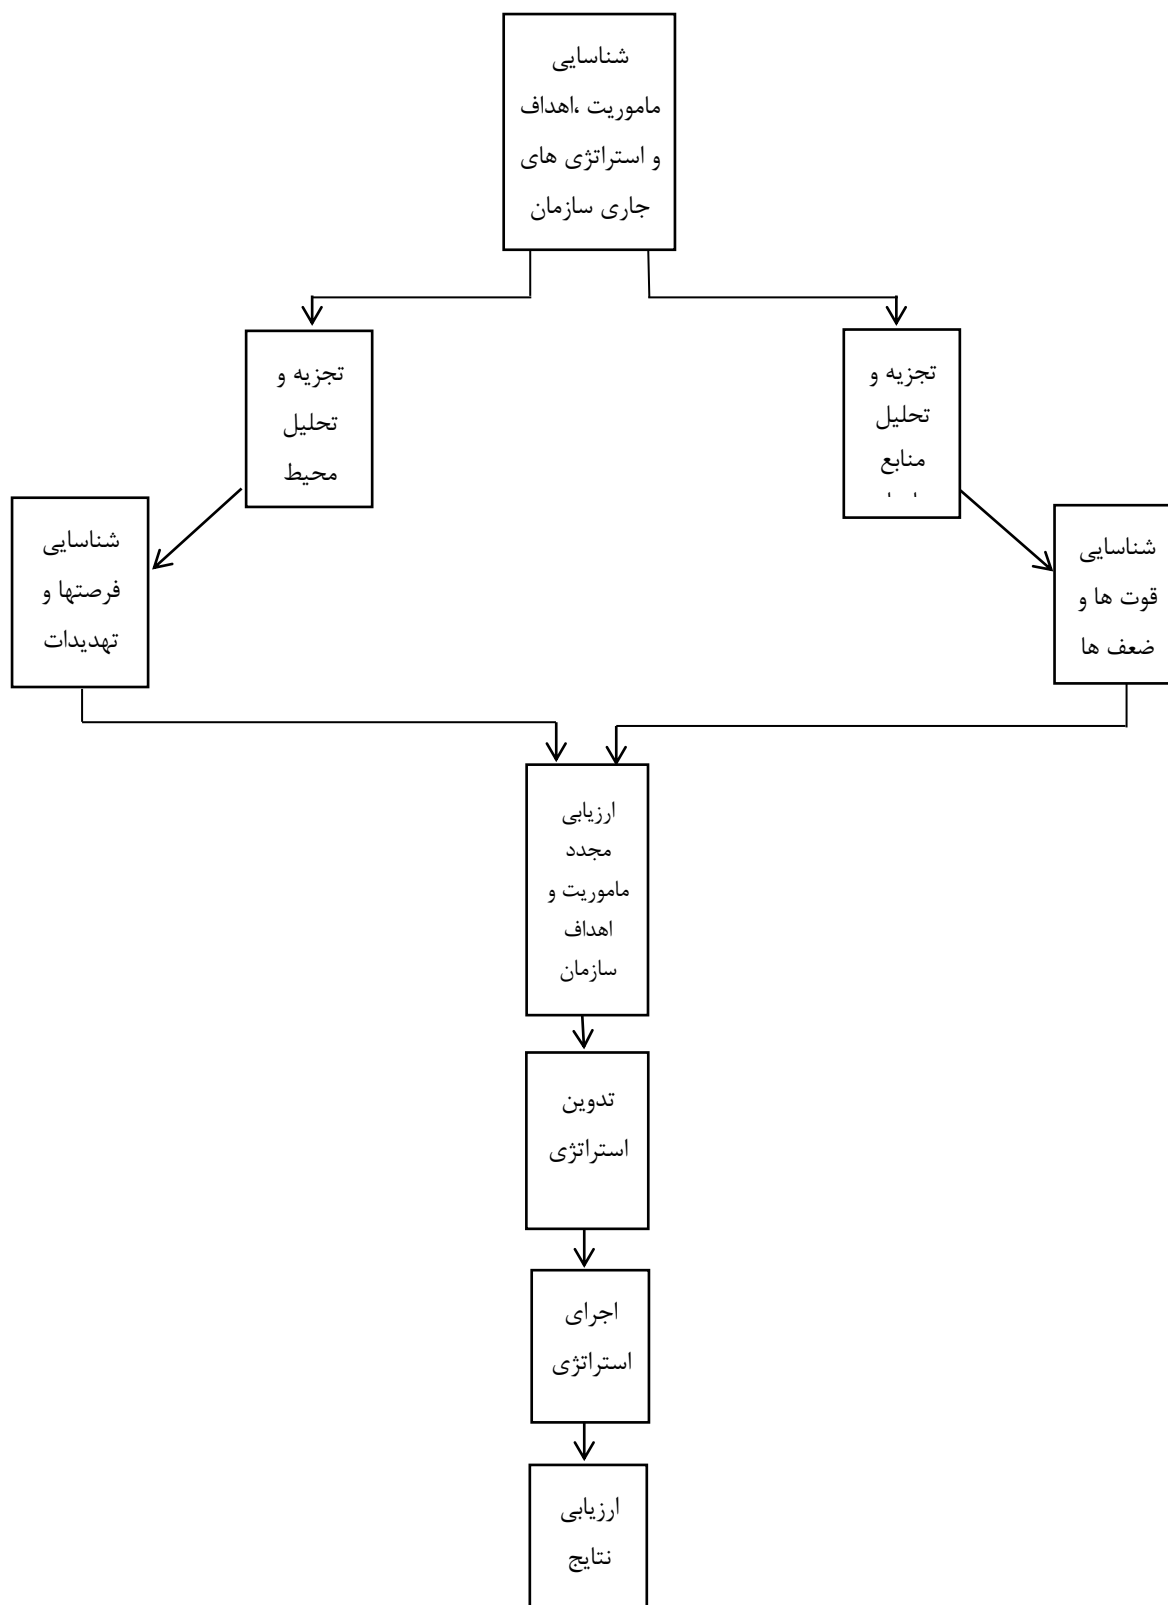 شناسایی
ماموریت ،اهداف
و استراتژی های
جاری سازمان
تجزیه و
تحلیل
منابع
تجزیه و
تحلیل
محیط
شناسایی
قوت ها و
ضعف ها
شناسایی
فرصتها و
تهدیدات
ارزیابی
مجدد
ماموریت و
اهداف
سازمان
تدوین
استراتژی
اجرای
استراتژی
ارزیابی
نتایج